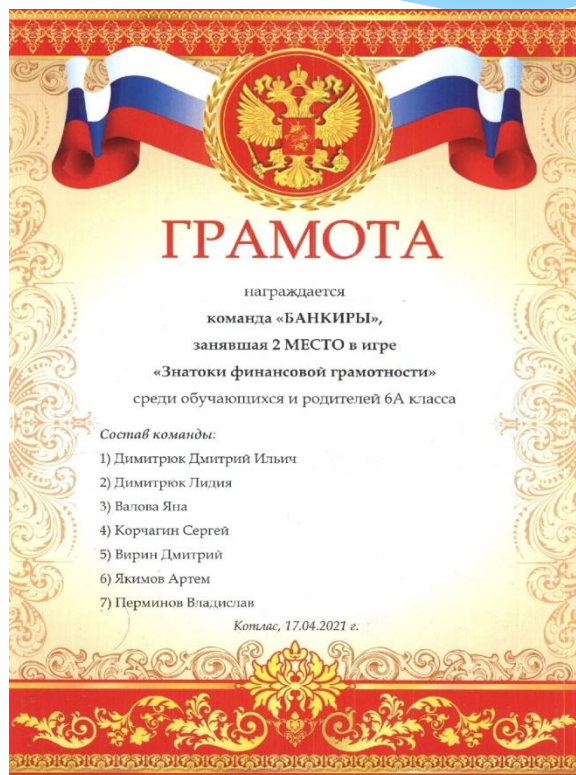 ГРАМОТА
награждается
команда «БАНКИРЫ»,
занявшая 2 МЕСТО в игре
«Знатоки финансовой грамотности»
среди обучающихся и родителей 6А класса
Состав команды:
1) Димитрюк Дмитрий Ильич
2) Димитрюк Лидия
3) Валова Яна
4) Корчагин Сергей
5) Вирин Дмитрий
6) Якимов Артем
7) Перминов Владислав
Котлас, 17.04.2021 г.